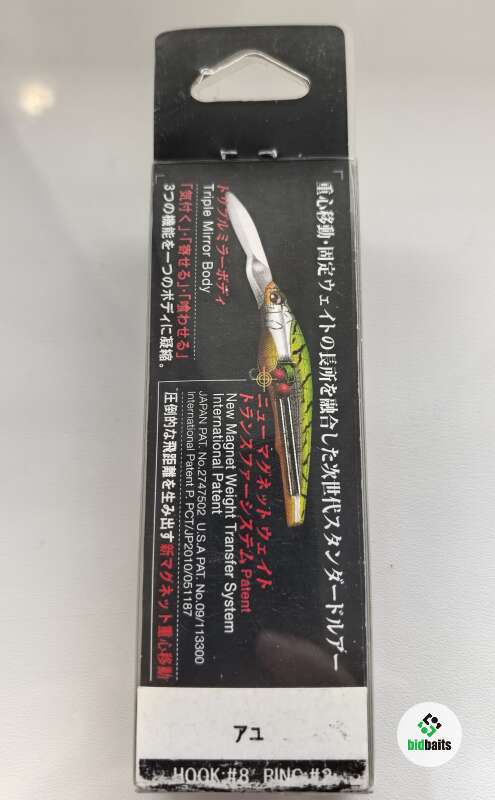 重心移動・固定ウェイトの長所を融合した次世代スタンダードルアー
トリプルミラーボディ
Triple Mirror Body
「気付く」・「寄せる」・「喰わせる」
3つの機能を一つのボディに凝縮。
ニューマグネットウェイト
トランスファーシステム Patent
New Magnet Weight Transfer System
International Patent
JAPAN PAT. No.2747502 U.S.A PAT. No.09/113300
International Patent P. PCT/JP2010/051187
圧倒的な飛距離を生み出す新マグネット重心移動
アユ
HOOK:#8 RING:#2
bidbaits